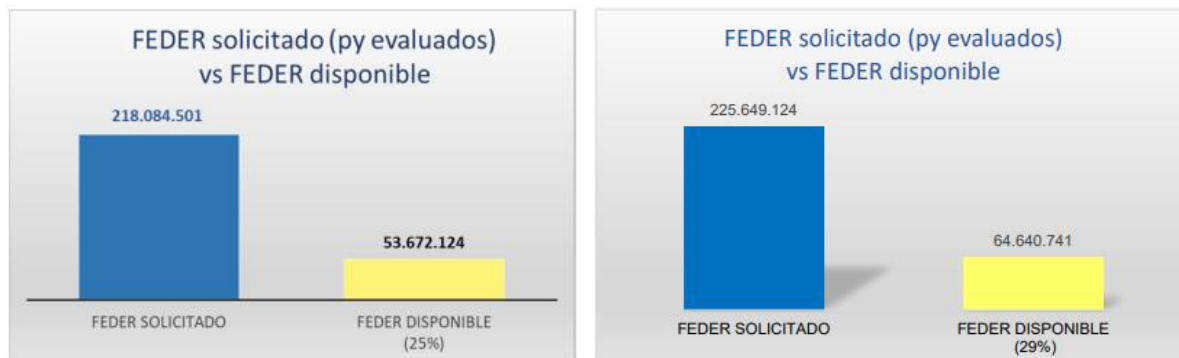 FEDER solicitado (py evaluados)
vs FEDER disponible
218.084.501
53.672.124
FEDER SOLICITADO
FEDER DISPONIBLE
(25%)
FEDER solicitado (py evaluados)
vs FEDER disponible
225.649.124
64.640.741
FEDER SOLICITADO
FEDER DISPONIBLE
(29%)